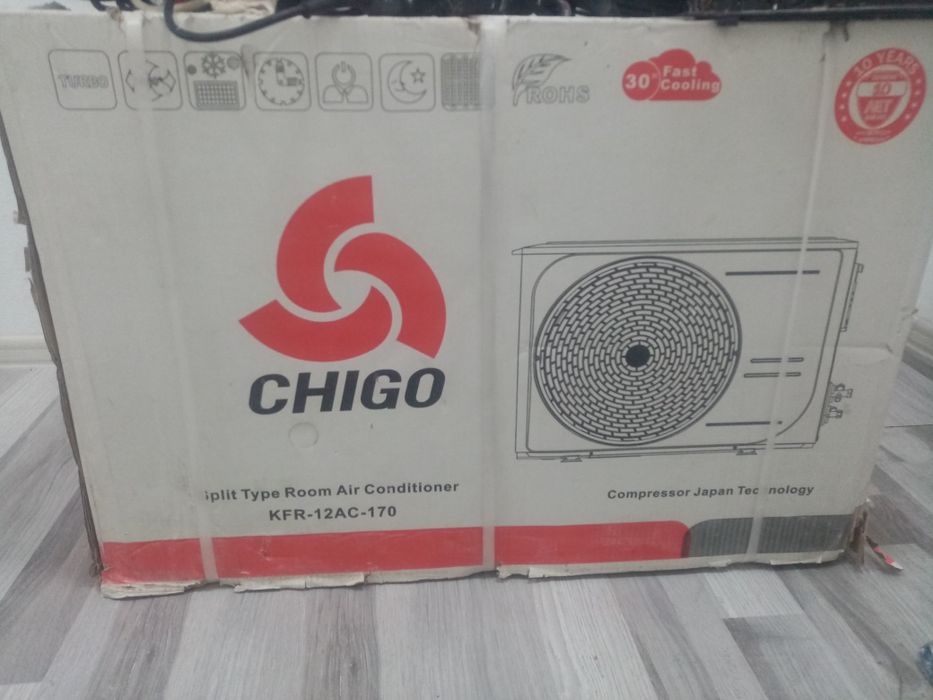 TURBO
ROHS
30" Fast
Cooling
10 YEARS
CHIGO
Split Type Room Air Conditioner
KFR-12AC-170
Compressor Japan Technology